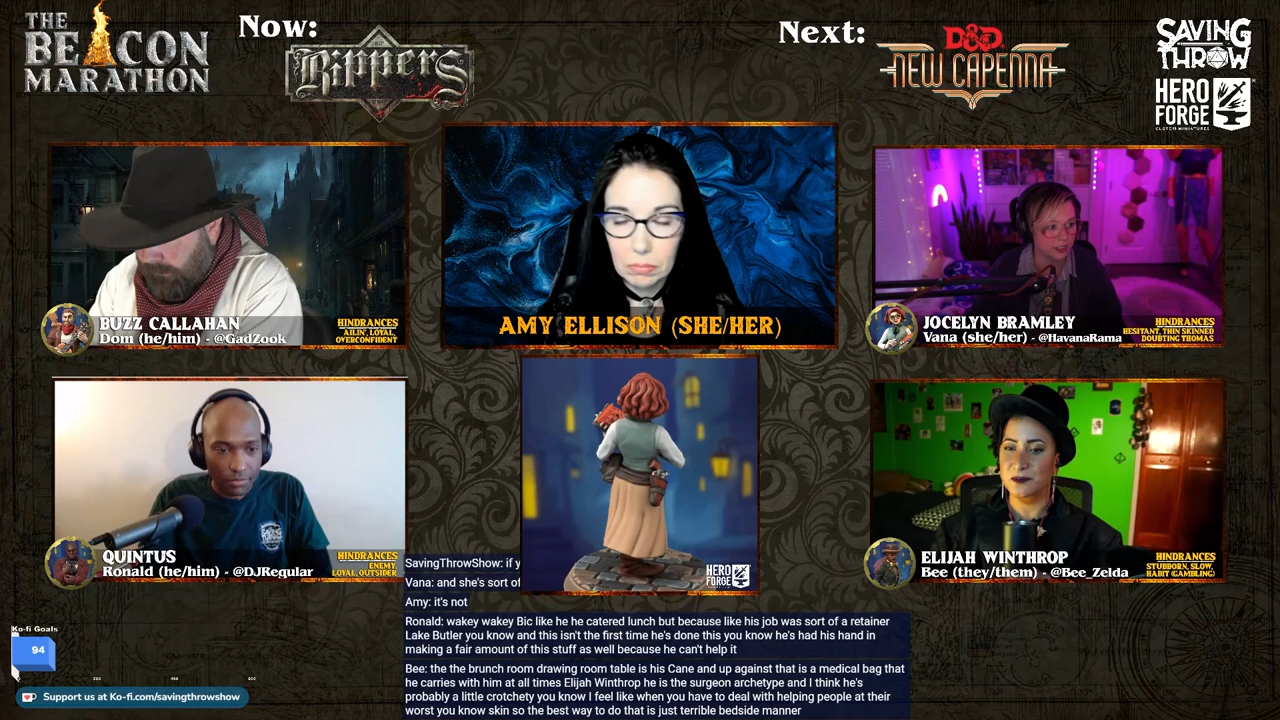 THE
BEACON
MARATHON
Now:
Rippers
Next:
D&D
NEW CAPENNA
SAVING
THROW
HERO
FORGE
CUSTOM MINIATURES
BUZZ CALLAHAN
Dom (he/him) - @GadZook
HINDRANCES
AILIN', LOYAL,
OVERCONFIDENT
AMY ELLISON (SHE/HER)
JOCELYN BRAMLEY
Vana (she/her) - @HavanaRama
HINDRANCES
HESITANT, THIN SKINNED
DOUBTING THOMAS
QUINTUS
Ronald (he/him) - @DJRegular
HINDRANCES
ENEMY,
LOYAL, OUTSIDER
HERO
FORGE
ELIJAH WINTHROP
Bee (they/them) - @Bee_Zelda
HINDRANCES
STUBBORN, SLOW,
HABIT (GAMBLING)
SavingThrowShow: if y
Vana: and she's sort of
Amy: it's not
Ronald: wakey wakey Bic like he he catered lunch but because like his job was sort of a retainer
Lake Butler you know and this isn't the first time he's done this you know he's had his hand in
making a fair amount of this stuff as well because he can't help it
Bee: the the brunch room drawing room table is his Cane and up against that is a medical bag that
he carries with him at all times Elijah Winthrop he is the surgeon archetype and I think he's
probably a little crotchety you know I feel like when you have to deal with helping people at their
worst you know skin so the best way to do that is just terrible bedside manner
Ko-fi Goals
94
Support us at Ko-fi.com/savingthrowshow